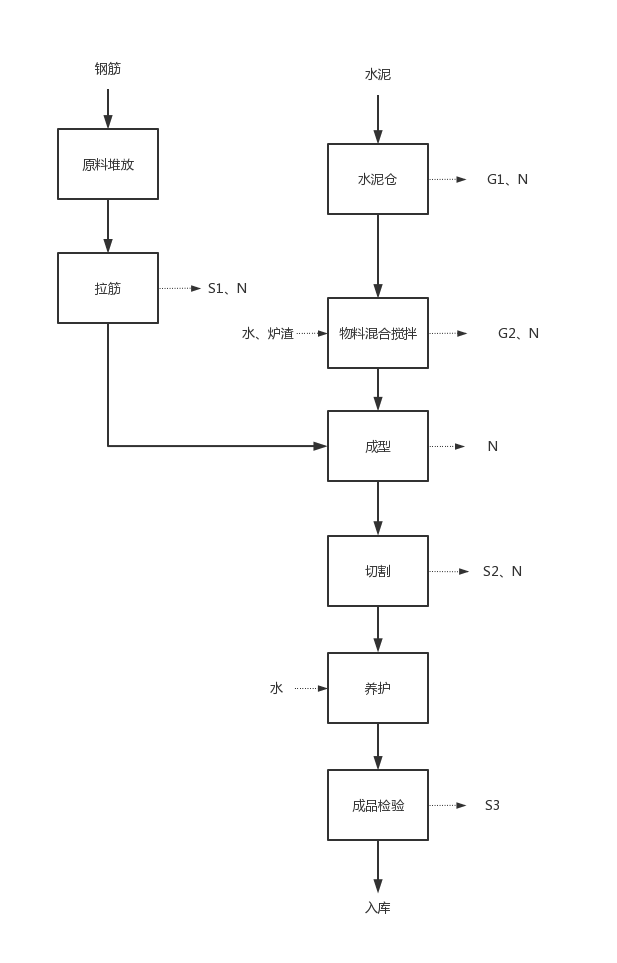 钢筋
水泥
原料堆放
水泥仓
G1、N
拉筋
S1、N
水、炉渣
物料混合搅拌
G2、N
成型
N
切割
S2、N
水
养护
成品检验
S3
入库